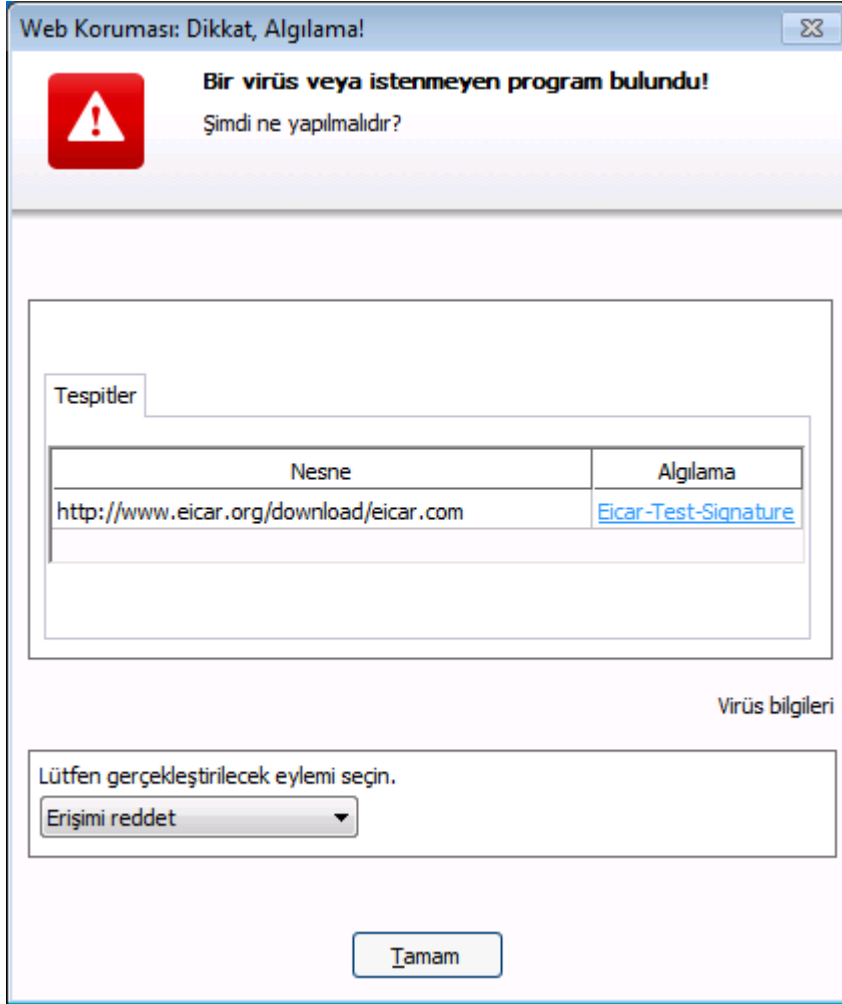 Web Koruması: Dikkat, Algılama!
Bir virüs veya istenmeyen program bulundu!
Şimdi ne yapılmalıdır?
Tespitler
Nesne Algılama
http://www.eicar.org/download/eicar.com Eicar-Test-Signature
Virüs bilgileri
Lütfen gerçekleştirilecek eylemi seçin.
Erişimi reddet
Tamam